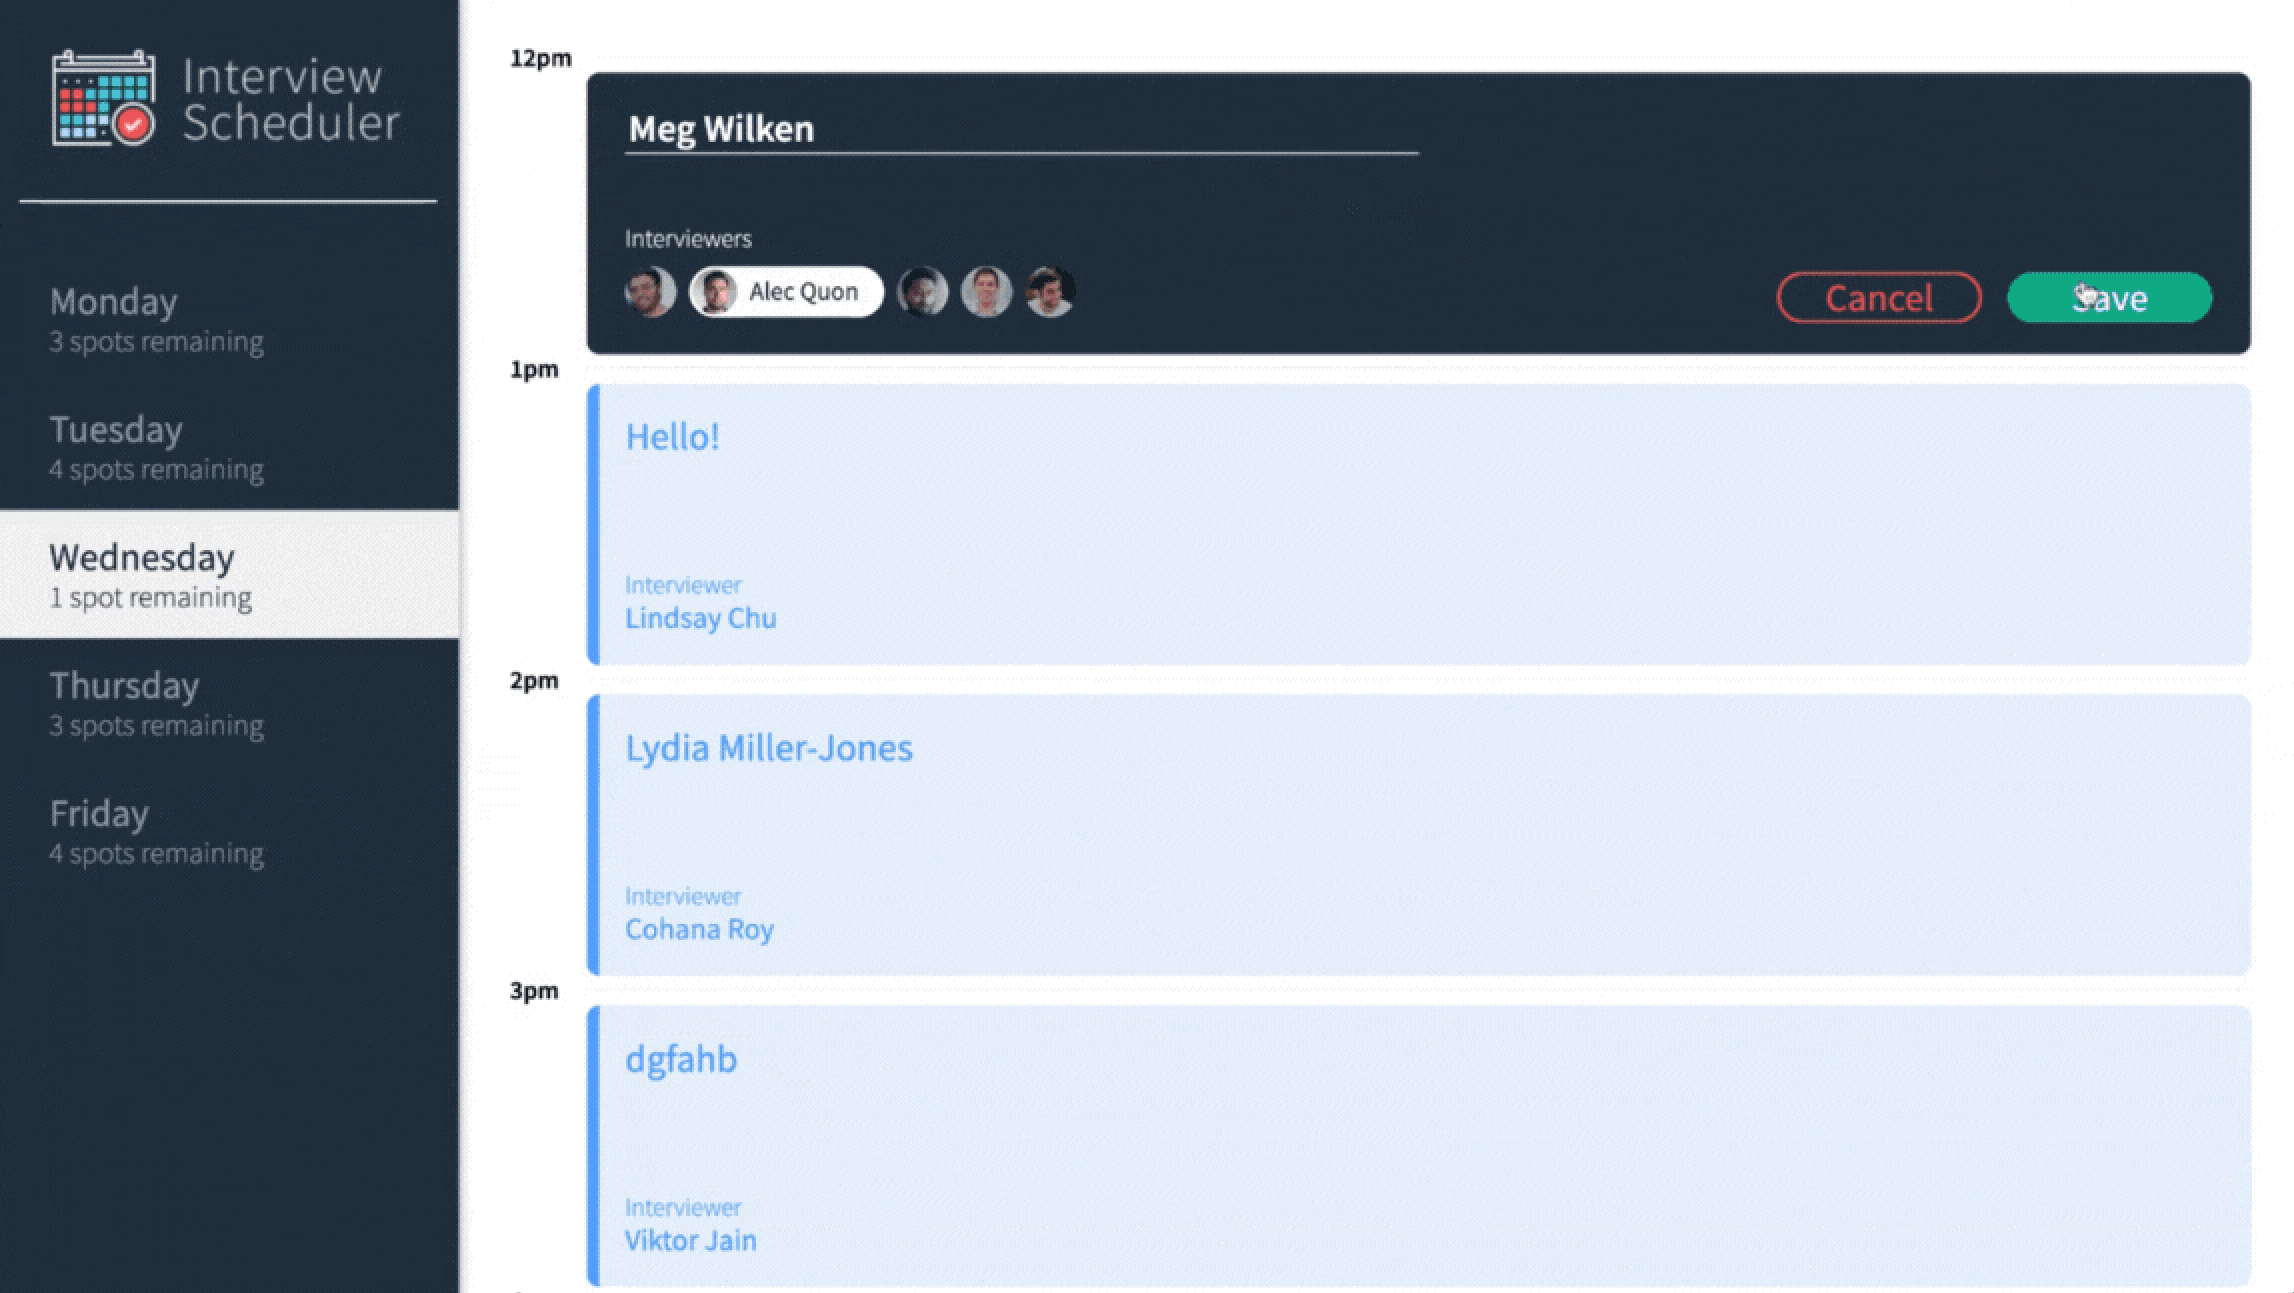 Interview
Scheduler
Monday
3 spots remaining
Tuesday
4 spots remaining
Wednesday
1 spot remaining
Thursday
3 spots remaining
Friday
4 spots remaining
12pm
Meg Wilken
Interviewers
Alec Quon
Cancel
Save
1pm
Hello!
Interviewer
Lindsay Chu
2pm
Lydia Miller-Jones
Interviewer
Cohana Roy
3pm
dgfahb
Interviewer
Viktor Jain